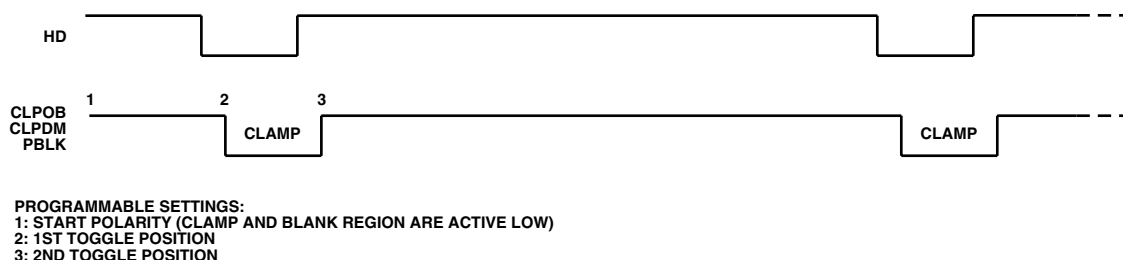 HD
1 2 3
CLPOB
CLPDM
PBLK
CLAMP CLAMP
PROGRAMMABLE SETTINGS:
1: START POLARITY (CLAMP AND BLANK REGION ARE ACTIVE LOW)
2: 1ST TOGGLE POSITION
3: 2ND TOGGLE POSITION